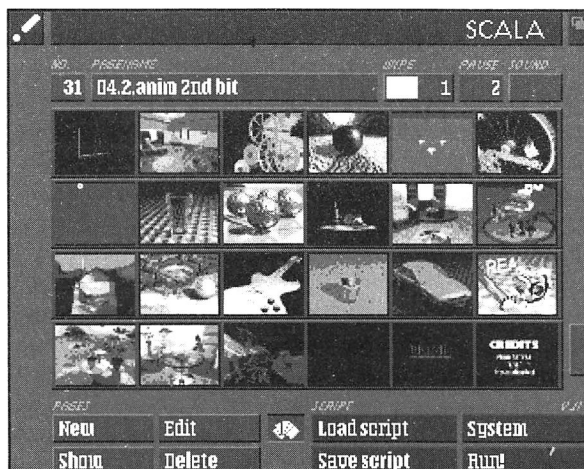 SCALA
NO. PAGENAME WIPE PAUSE SOUND
31 04.2.anim 2nd bit 1 2
CREDITS
PAGES SCRIPT
New Edit Load script System
Show Delete Save script Run!